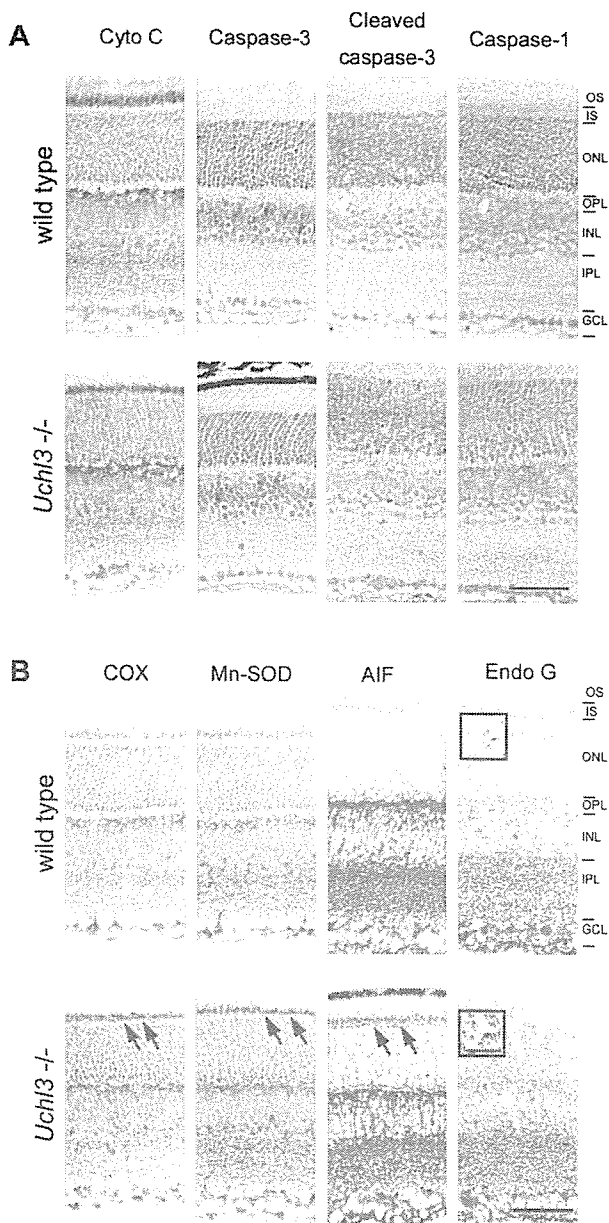 A
Cyto C Caspase-3 Cleaved caspase-3 Caspase-1
wild type
OS
IS
ONL
OPL
INL
IPL
GCL
Uchl3 -/-
B
COX Mn-SOD AIF Endo G
wild type
OS
IS
ONL
OPL
INL
IPL
GCL
Uchl3 -/-